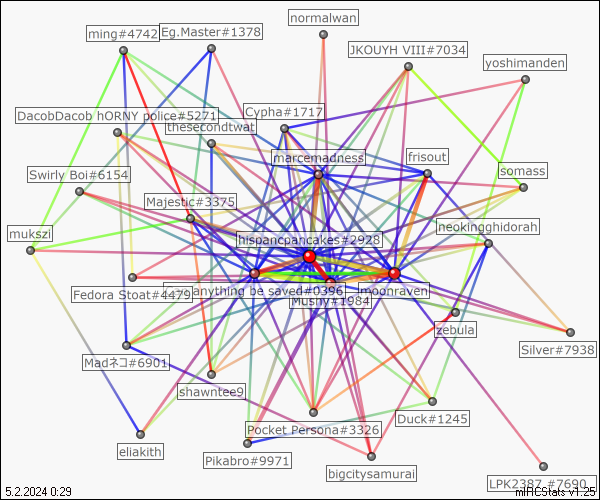 normalwan
ming#4742
Eg.Master#1378
JKOUYH VIII#7034
yoshimanden
DacobDacob hORNY police#5271
Cypha#1717
thesecondtwat
marcemadness
frisout
Swirly Boi#6154
somass
Majestic#3375
mukszi
neokingghidorah
hispancpancakes#2928
anything be saved#0396
moonraven
Fedora Stoat#4479
Mushy#1984
zebula
Silver#7938
Madネコ#6901
shawntee9
Duck#1245
Pocket Persona#3326
eliakith
Pikabro#9971
bigcitysamurai
LPK2387 #7690
5.2.2024 0:29
mIRCStats v1.25